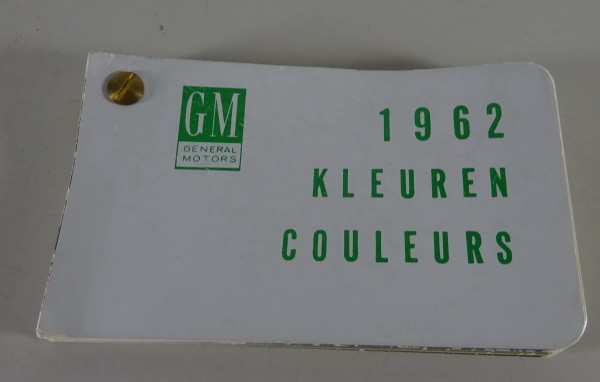 GM
GENERAL
MOTORS
1962
KLEUREN
COULEURS